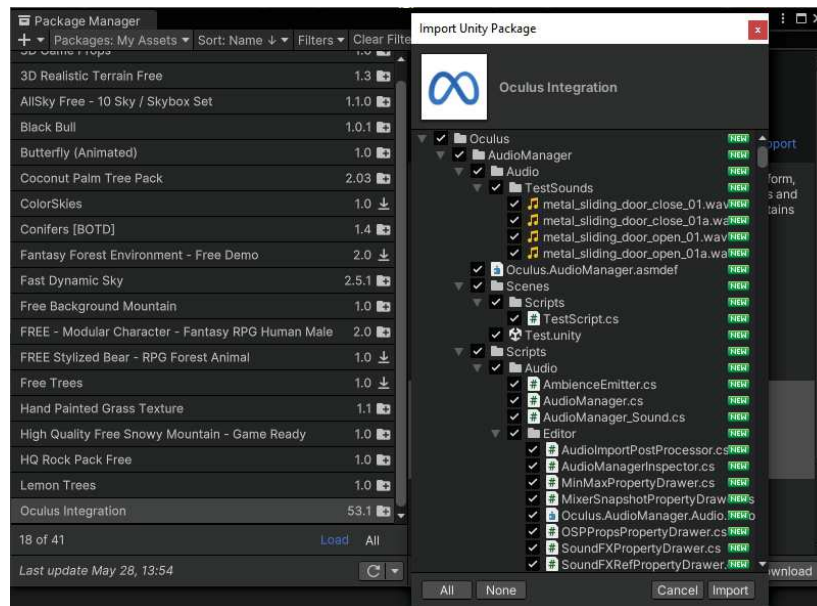 Package Manager
+ Packages: My Assets Sort: Name ↓ Filters Clear Filte
3D Game Props 1.0
3D Realistic Terrain Free 1.3
AllSky Free - 10 Sky / Skybox Set 1.1.0
Black Bull 1.0.1
Butterfly (Animated) 1.0
Coconut Palm Tree Pack 2.03
ColorSkies 1.0
Conifers [BOTD] 1.4
Fantasy Forest Environment - Free Demo 2.0
Fast Dynamic Sky 2.5.1
Free Background Mountain 1.0
FREE - Modular Character - Fantasy RPG Human Male 2.0
FREE Stylized Bear - RPG Forest Animal 1.0
Free Trees 1.0
Hand Painted Grass Texture 1.1
High Quality Free Snowy Mountain - Game Ready 1.0
HQ Rock Pack Free 1.0
Lemon Trees 1.0
Oculus Integration 53.1
18 of 41 Load All
Last update May 28, 13:54
Import Unity Package x
Oculus Integration
Oculus NEW
AudioManager NEW
Audio NEW
TestSounds NEW
metal_sliding_door_close_01.wav NEW
metal_sliding_door_close_01a.wa NEW
metal_sliding_door_open_01.wav NEW
metal_sliding_door_open_01a.wa NEW
Oculus.AudioManager.asmdef NEW
Scenes NEW
Scripts NEW
TestScript.cs NEW
Test.unity NEW
Scripts NEW
Audio NEW
AmbienceEmitter.cs NEW
AudioManager.cs NEW
AudioManager_Sound.cs NEW
Editor NEW
AudioImportPostProcessor.cs NEW
AudioManagerInspector.cs NEW
MinMaxPropertyDrawer.cs NEW
MixerSnapshotPropertyDraw NEW s
Oculus.AudioManager.Audio. NEW o
OSPPropsPropertyDrawer.cs NEW
SoundFXPropertyDrawer.cs NEW
SoundFXRefPropertyDrawer. NEW
All None Cancel Import
port
form,
s and
tains
wnload